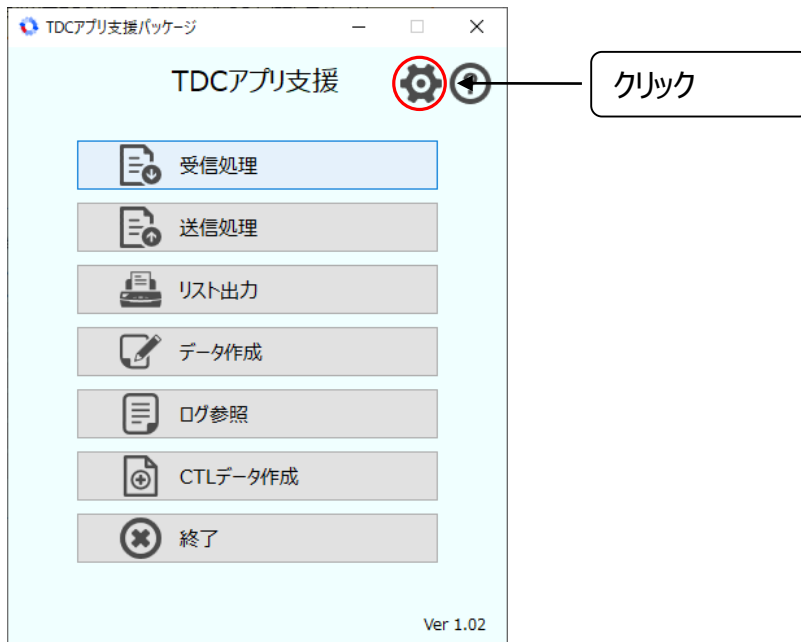 TDCアプリ支援パッケージ
TDCアプリ支援
?
クリック
受信処理
送信処理
リスト出力
データ作成
ログ参照
CTLデータ作成
終了
Ver 1.02